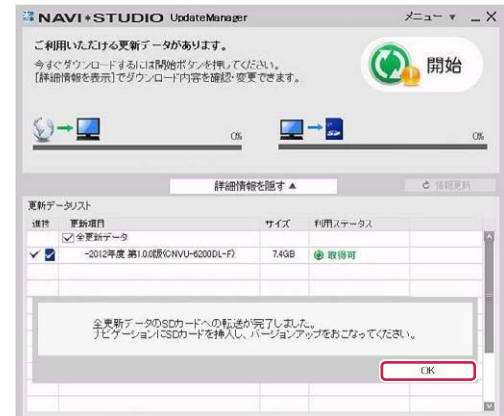 NAVI*STUDIO UpdateManager
メニュー ▼
ご利用いただける更新データがあります。
今すぐダウンロードするには開始ボタンを押してください。
[詳細情報を表示]でダウンロード内容を確認・変更できます。
開始
0%
0%
詳細情報を隠す ▲
情報更新
更新データリスト
進捗 更新項目 サイズ 利用ステータス
全更新データ
-2012年度 第1.0.0版(CNVU-6200DL-F) 7.4GB 取得可
全更新データのSDカードへの転送が完了しました。
ナビゲーションにSDカードを挿入し、バージョンアップをおこなってください。
OK